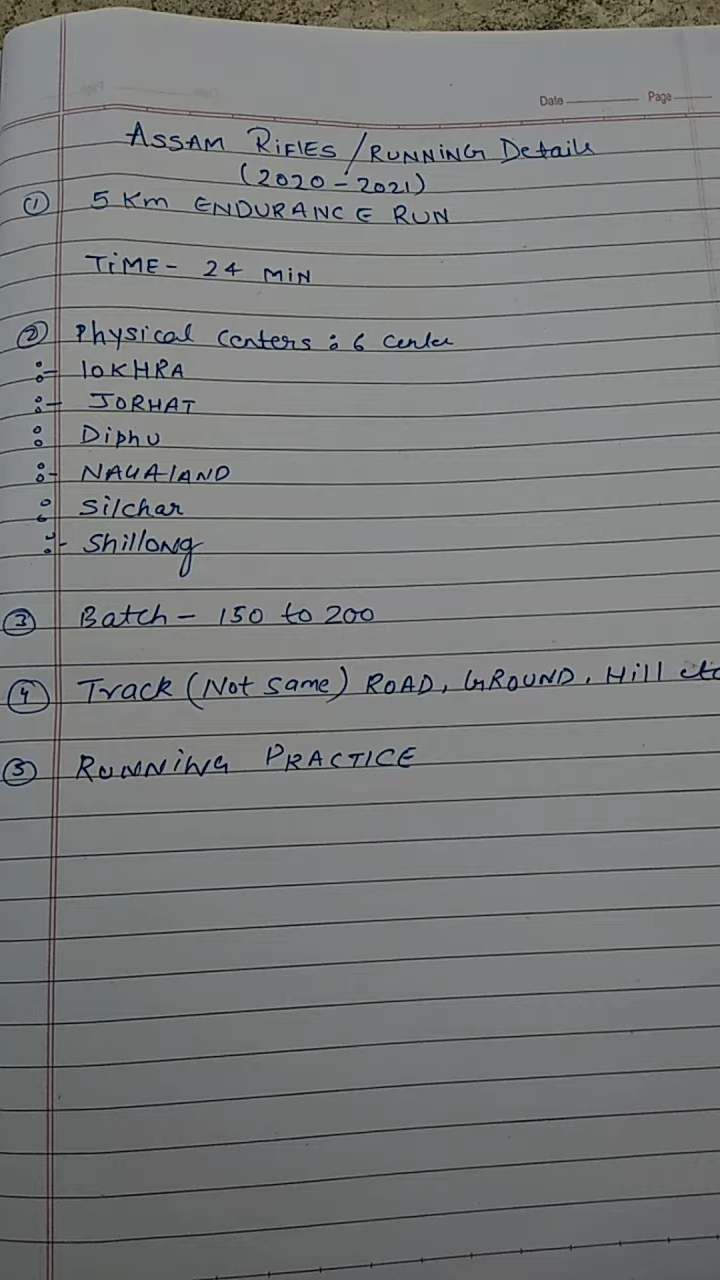 Date Page
ASSAM RIFLES / RUNNING Details
(2020-2021)
① 5 Km ENDURANCE RUN
TiME- 24 MiN
② Physical Centers : 6 Center
:- lOKHRA
:- JORHAT
: Diphu
:- NAGAlAND
: Silchar
:- Shillong
③ Batch - 150 to 200
④ Track (Not same) ROAD, GROUND, Hill etc
⑤ RUNNiNG PRACTICE